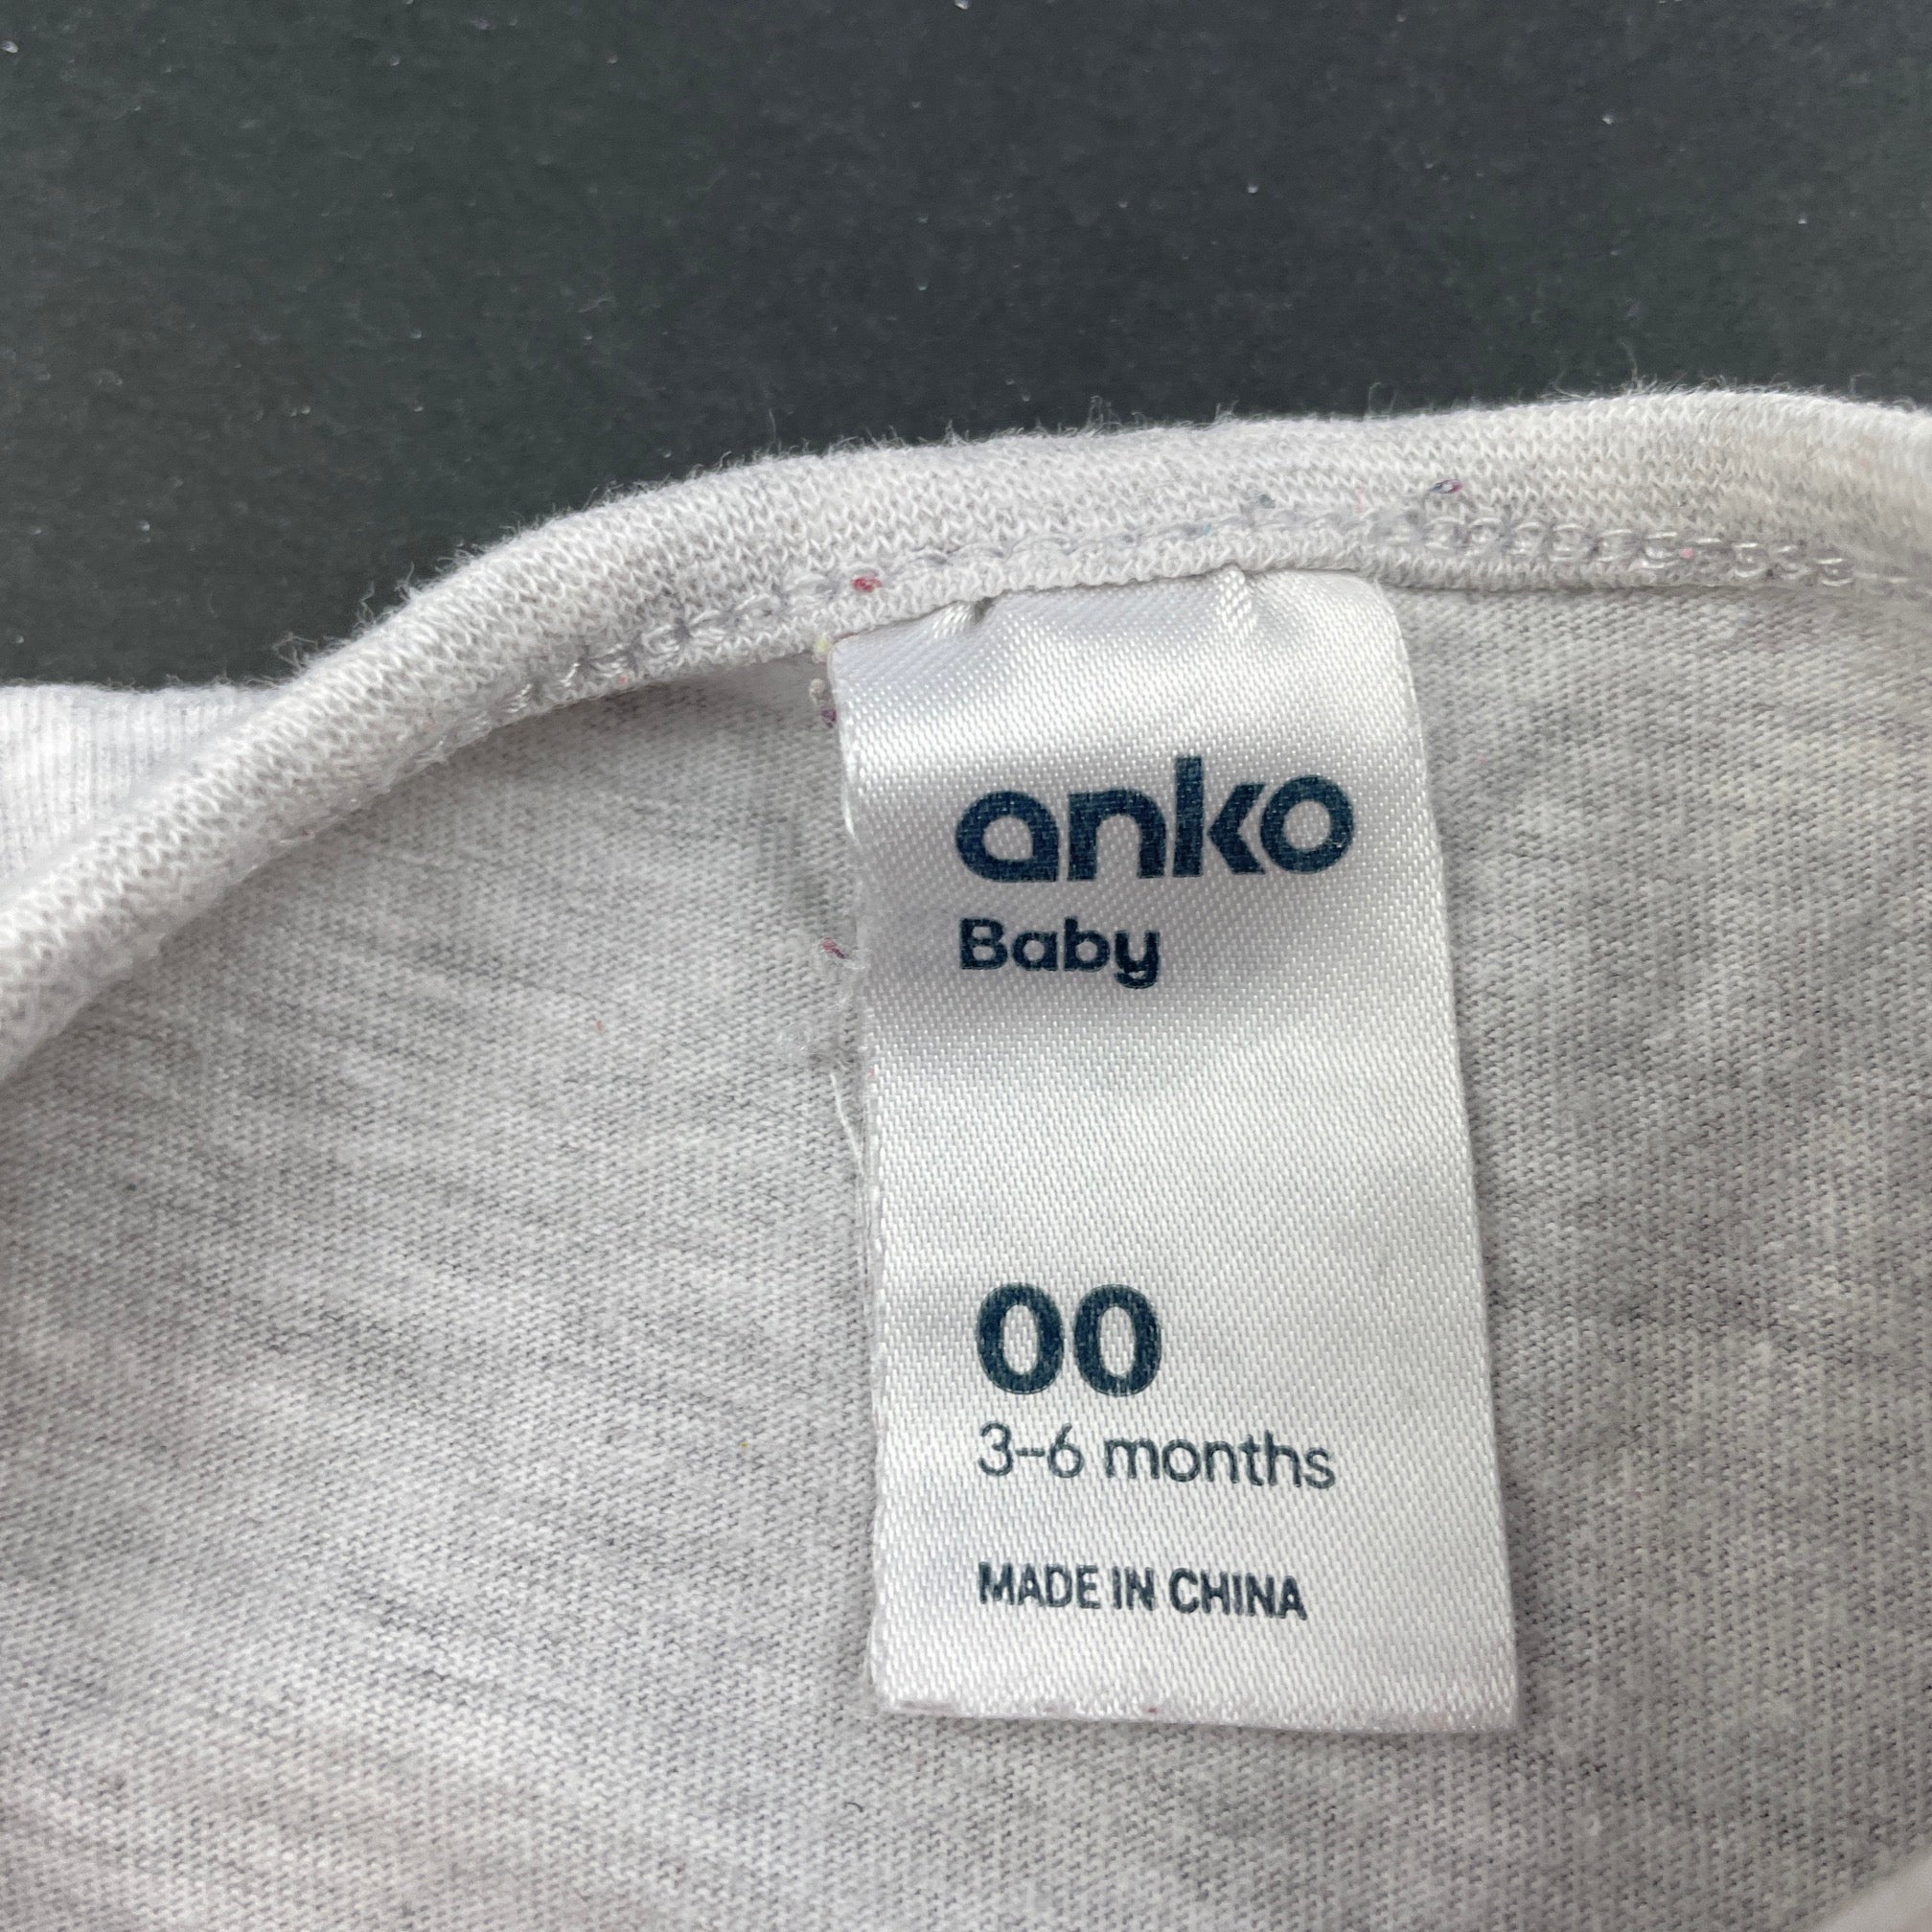 anko
Baby
00
3-6 months
MADE IN CHINA